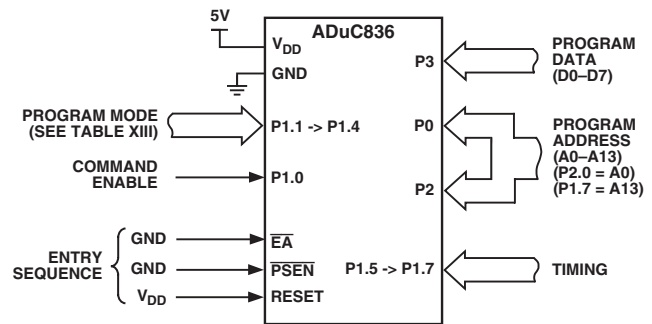 5V
ADuC836
VDD
GND
P3
PROGRAM
DATA
(D0–D7)
PROGRAM MODE
(SEE TABLE XIII)
P1.1 -> P1.4
P0
PROGRAM
ADDRESS
(A0–A13)
(P2.0 = A0)
(P1.7 = A13)
COMMAND
ENABLE
P1.0
P2
ENTRY
SEQUENCE
GND
EA
GND
PSEN
VDD
RESET
P1.5 -> P1.7
TIMING